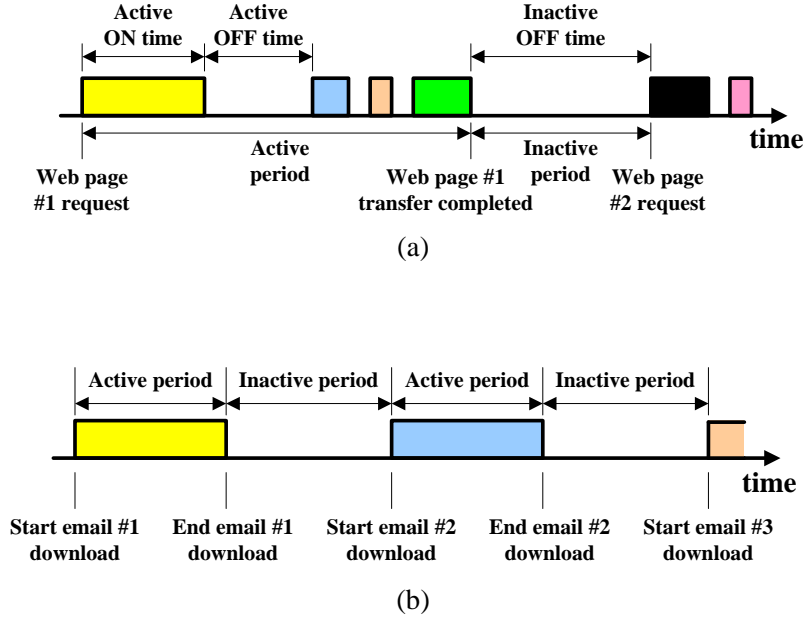 Active
ON time
Active
OFF time
Inactive
OFF time
time
Active
period
Inactive
period
Web page
#1 request
Web page #1
transfer completed
Web page
#2 request
(a)
Active period
Inactive period
Active period
Inactive period
time
Start email #1
download
End email #1
download
Start email #2
download
End email #2
download
Start email #3
download
(b)